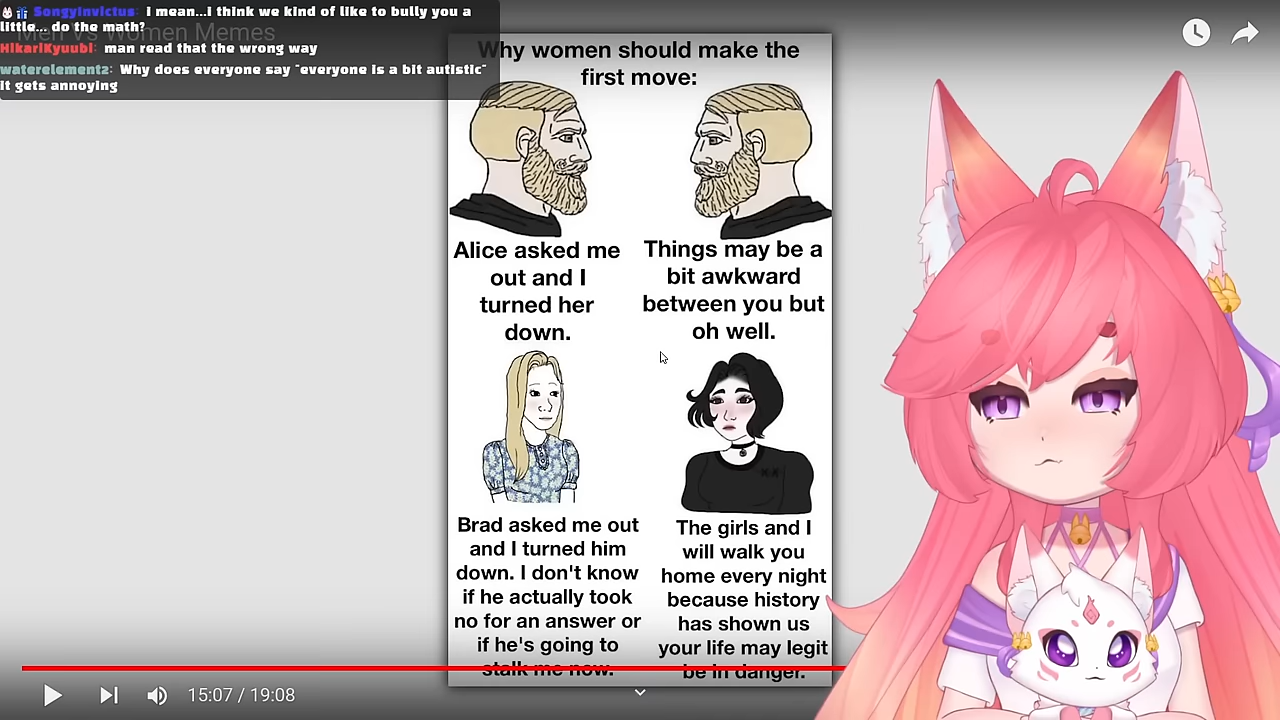 SongyInvictus: I mean...I think we kind of like to bully you a
little... do the math?
Men Vs Women Memes
HikariKyuubi: man read that the wrong way
waterelement2: Why does everyone say "everyone is a bit autistic"
it gets annoying
Why women should make the
first move:
Alice asked me
out and I
turned her
down.
Things may be a
bit awkward
between you but
oh well.
Brad asked me out
and I turned him
down. I don't know
if he actually took
no for an answer or
if he's going to
stalk me now.
The girls and I
will walk you
home every night
because history
has shown us
your life may legit
be in danger.
15:07 / 19:08